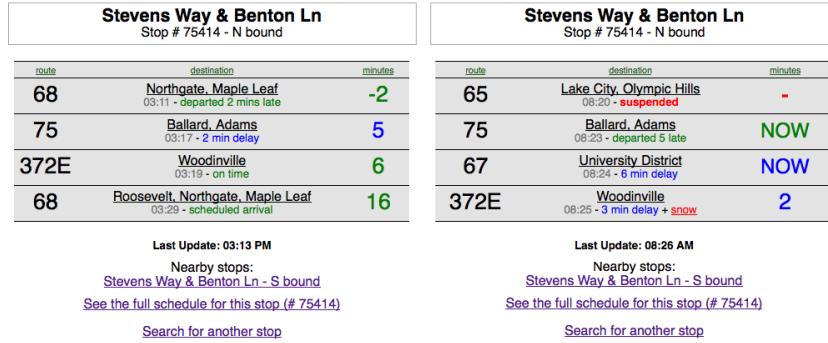 Stevens Way & Benton Ln
Stop # 75414 - N bound
route destination minutes
68 Northgate, Maple Leaf -2
03:11 - departed 2 mins late
75 Ballard, Adams 5
03:17 - 2 min delay
372E Woodinville 6
03:19 - on time
68 Roosevelt, Northgate, Maple Leaf 16
03:29 - scheduled arrival
Last Update: 03:13 PM
Nearby stops:
Stevens Way & Benton Ln - S bound
See the full schedule for this stop (# 75414)
Search for another stop
Stevens Way & Benton Ln
Stop # 75414 - N bound
route destination minutes
65 Lake City, Olympic Hills -
08:20 - suspended
75 Ballard, Adams NOW
08:23 - departed 5 late
67 University District NOW
08:24 - 6 min delay
372E Woodinville 2
08:25 - 3 min delay + snow
Last Update: 08:26 AM
Nearby stops:
Stevens Way & Benton Ln - S bound
See the full schedule for this stop (# 75414)
Search for another stop